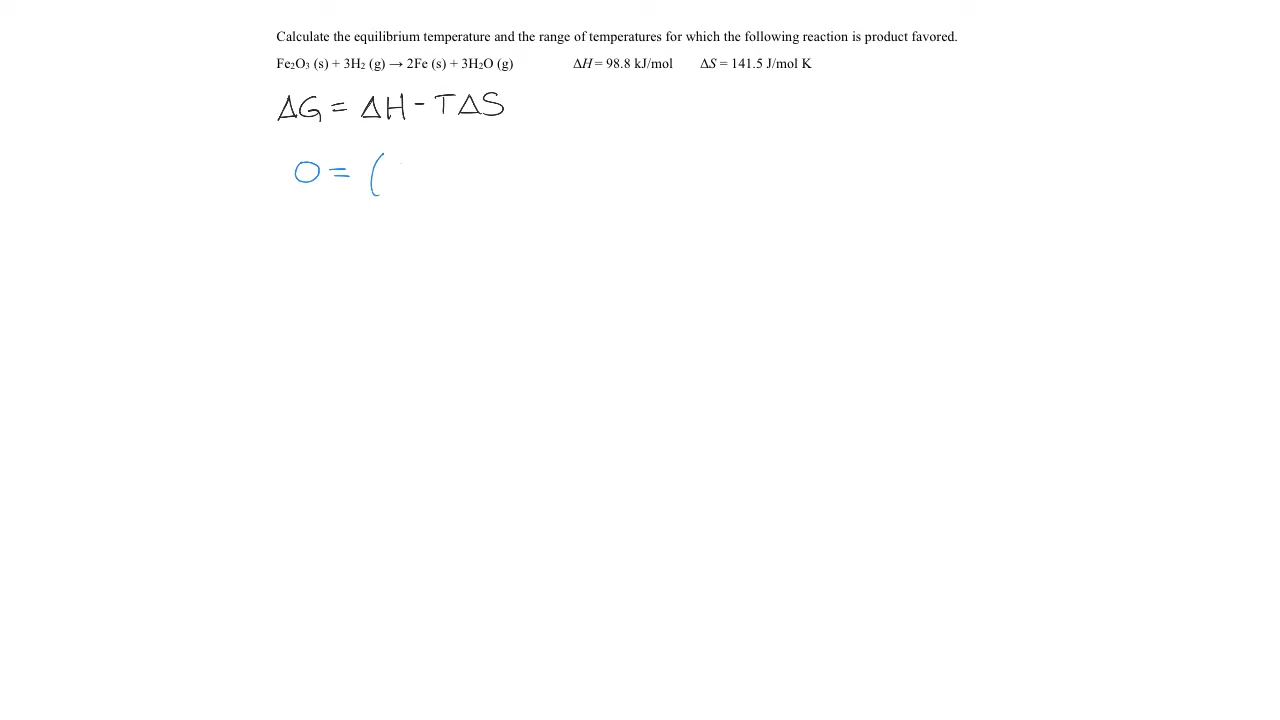 Calculate the equilibrium temperature and the range of temperatures for which the following reaction is product favored.
Fe₂O₃ (s) + 3H₂ (g) → 2Fe (s) + 3H₂O (g) ΔH = 98.8 kJ/mol ΔS = 141.5 J/mol K
ΔG = ΔH - TΔS
0 = (